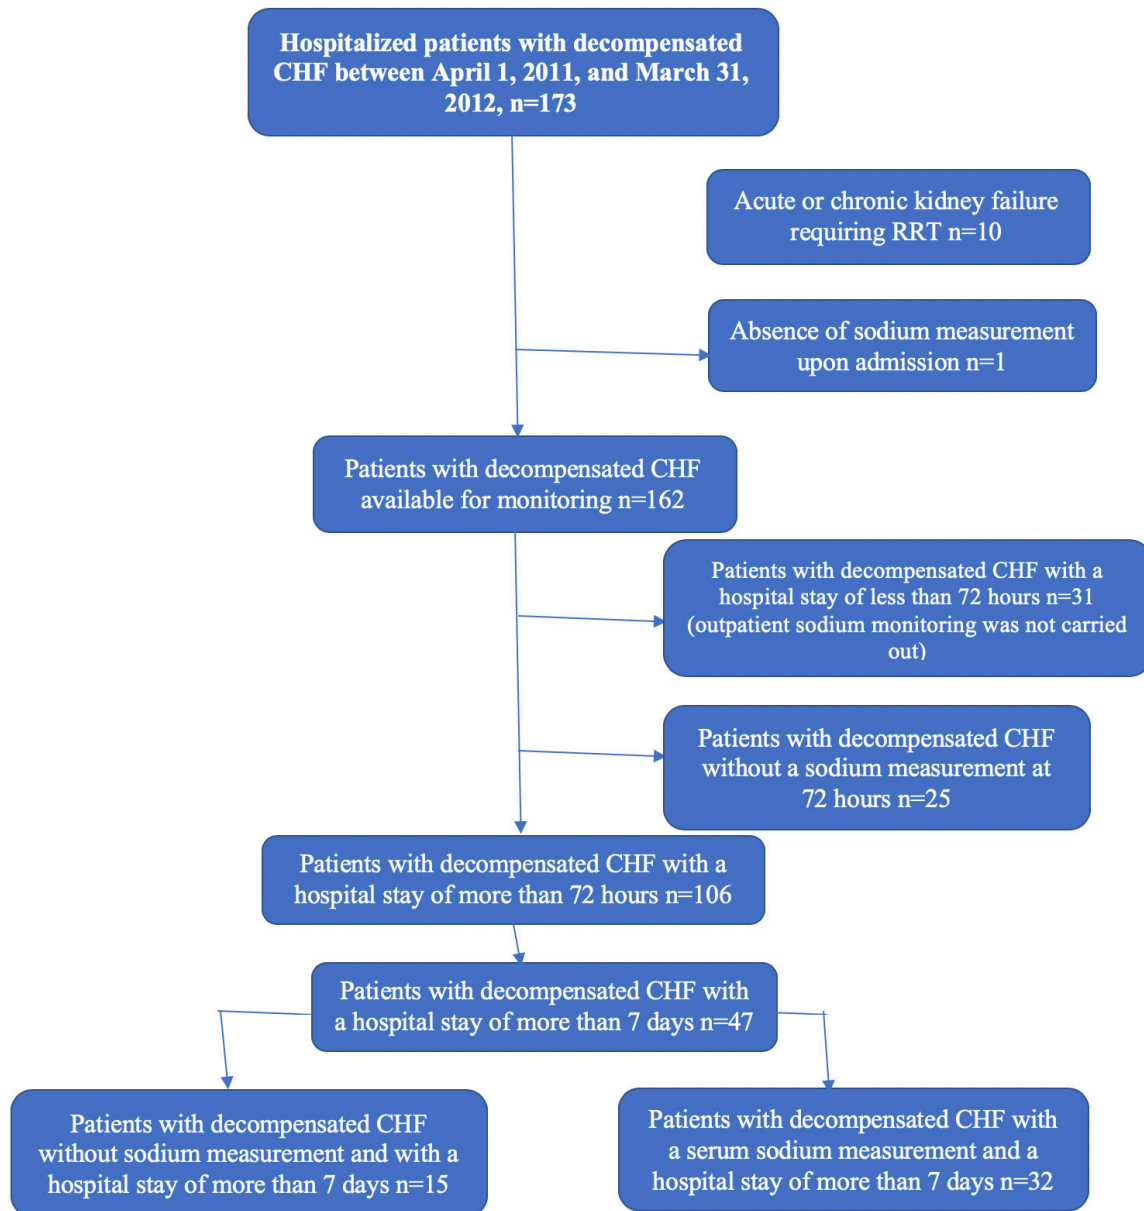 Hospitalized patients with decompensated
CHF between April 1, 2011, and March 31,
2012, n=173
Acute or chronic kidney failure
requiring RRT n=10
Absence of sodium measurement
upon admission n=1
Patients with decompensated CHF
available for monitoring n=162
Patients with decompensated CHF with a
hospital stay of less than 72 hours n=31
(outpatient sodium monitoring was not carried
out)
Patients with decompensated CHF
without a sodium measurement at
72 hours n=25
Patients with decompensated CHF with a
hospital stay of more than 72 hours n=106
Patients with decompensated CHF with
a hospital stay of more than 7 days n=47
Patients with decompensated CHF
without sodium measurement and with a
hospital stay of more than 7 days n=15
Patients with decompensated CHF with
a serum sodium measurement and a
hospital stay of more than 7 days n=32